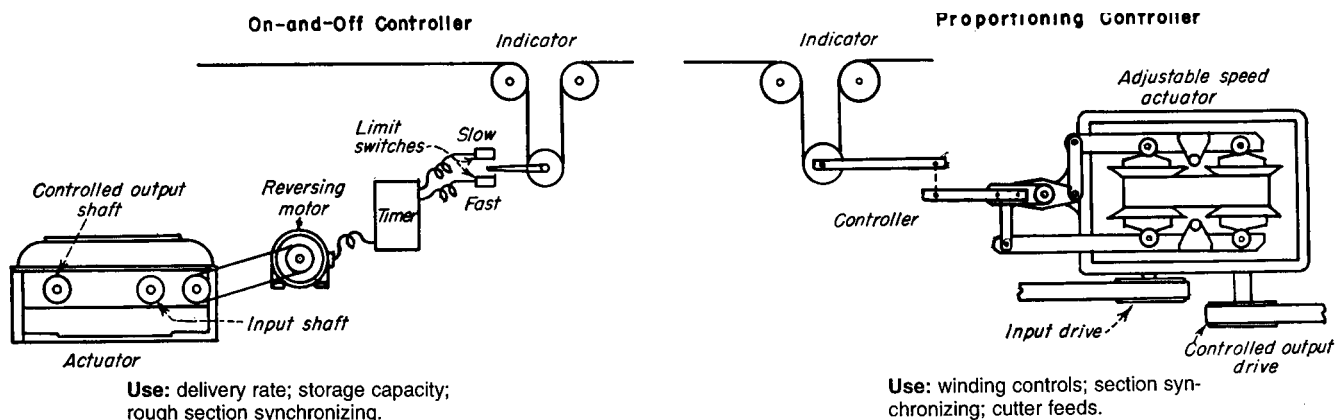 On-and-Off Controller
Indicator
Limit
switches
Slow
Fast
Timer
Reversing
motor
Controlled output
shaft
Input shaft
Actuator
Use: delivery rate; storage capacity;
rough section synchronizing.
Proportioning Controller
Indicator
Adjustable speed
actuator
Controller
Input drive
Controlled output
drive
Use: winding controls; section syn-
chronizing; cutter feeds.